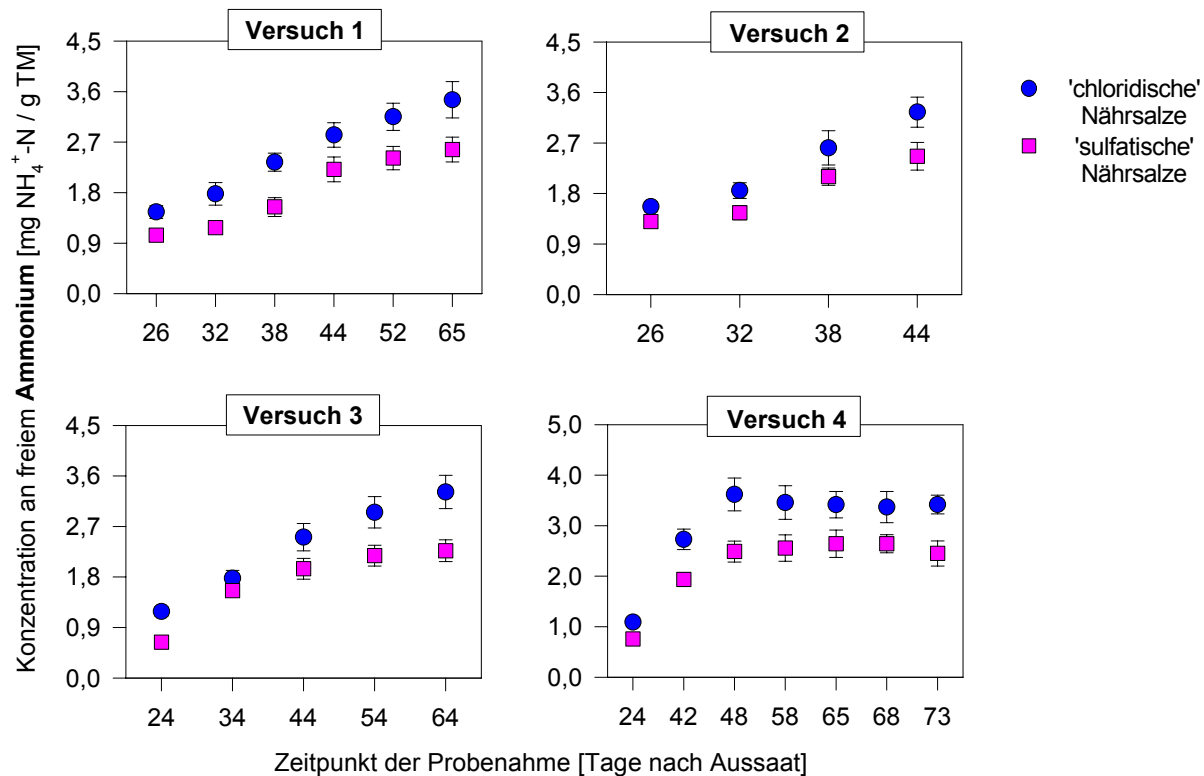 Konzentration an freiem Ammonium [mg NH₄⁺-N / g TM]
Versuch 1
4,5
3,6
2,7
1,8
0,9
0,0
26 32 38 44 52 65
Versuch 2
4,5
3,6
2,7
1,8
0,9
0,0
26 32 38 44
'chloridische'
Nährsalze
'sulfatische'
Nährsalze
Versuch 3
4,5
3,6
2,7
1,8
0,9
0,0
24 34 44 54 64
Versuch 4
5,0
4,0
3,0
2,0
1,0
0,0
24 42 48 58 65 68 73
Zeitpunkt der Probenahme [Tage nach Aussaat]